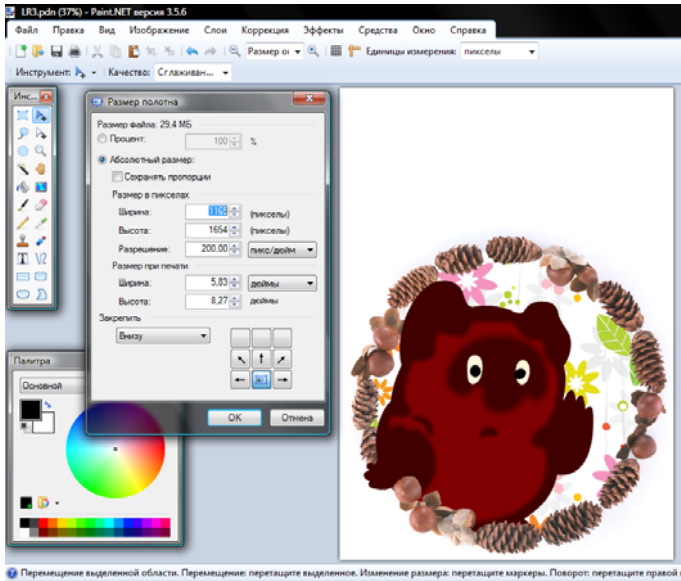 LR3.pdn (37%) - Paint.NET версия 3.5.6
Файл Правка Вид Изображение Слои Коррекция Эффекты Средства Окно Справка
Размер ок Единицы измерения: пикселы
Инструмент: Качество: Сглаживан...
Инс...
Размер полотна
Размер файла: 29,4 МБ
Процент: 100 %
Абсолютный размер:
Сохранять пропорции
Размер в пикселах
Ширина: 1169 (пикселы)
Высота: 1654 (пикселы)
Разрешение: 200,00 пикс/дюйм
Размер при печати
Ширина: 5,83 дюймы
Высота: 8,27 дюймы
Закрепить
Внизу
OK Отмена
Палитра
Основной
Перемещение выделенной области. Перемещение: перетащите выделенное. Изменение размера: перетащите маркеры. Поворот: перетащите правой